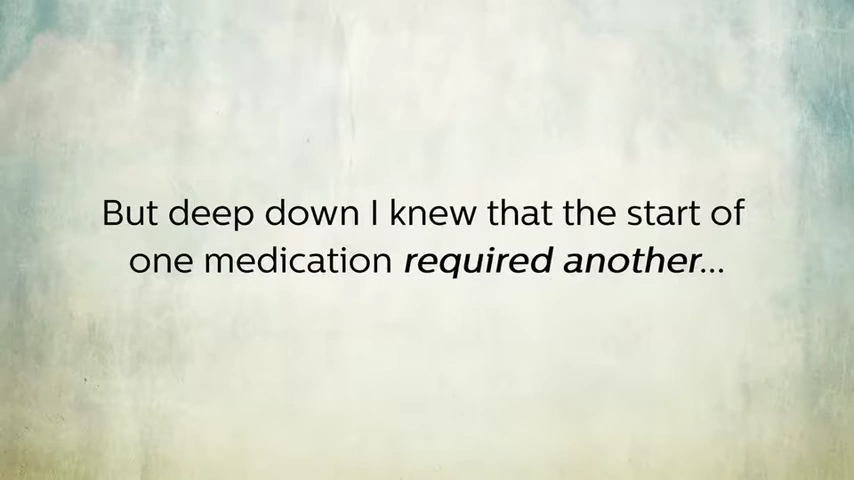 But deep down I knew that the start of
one medication required another...